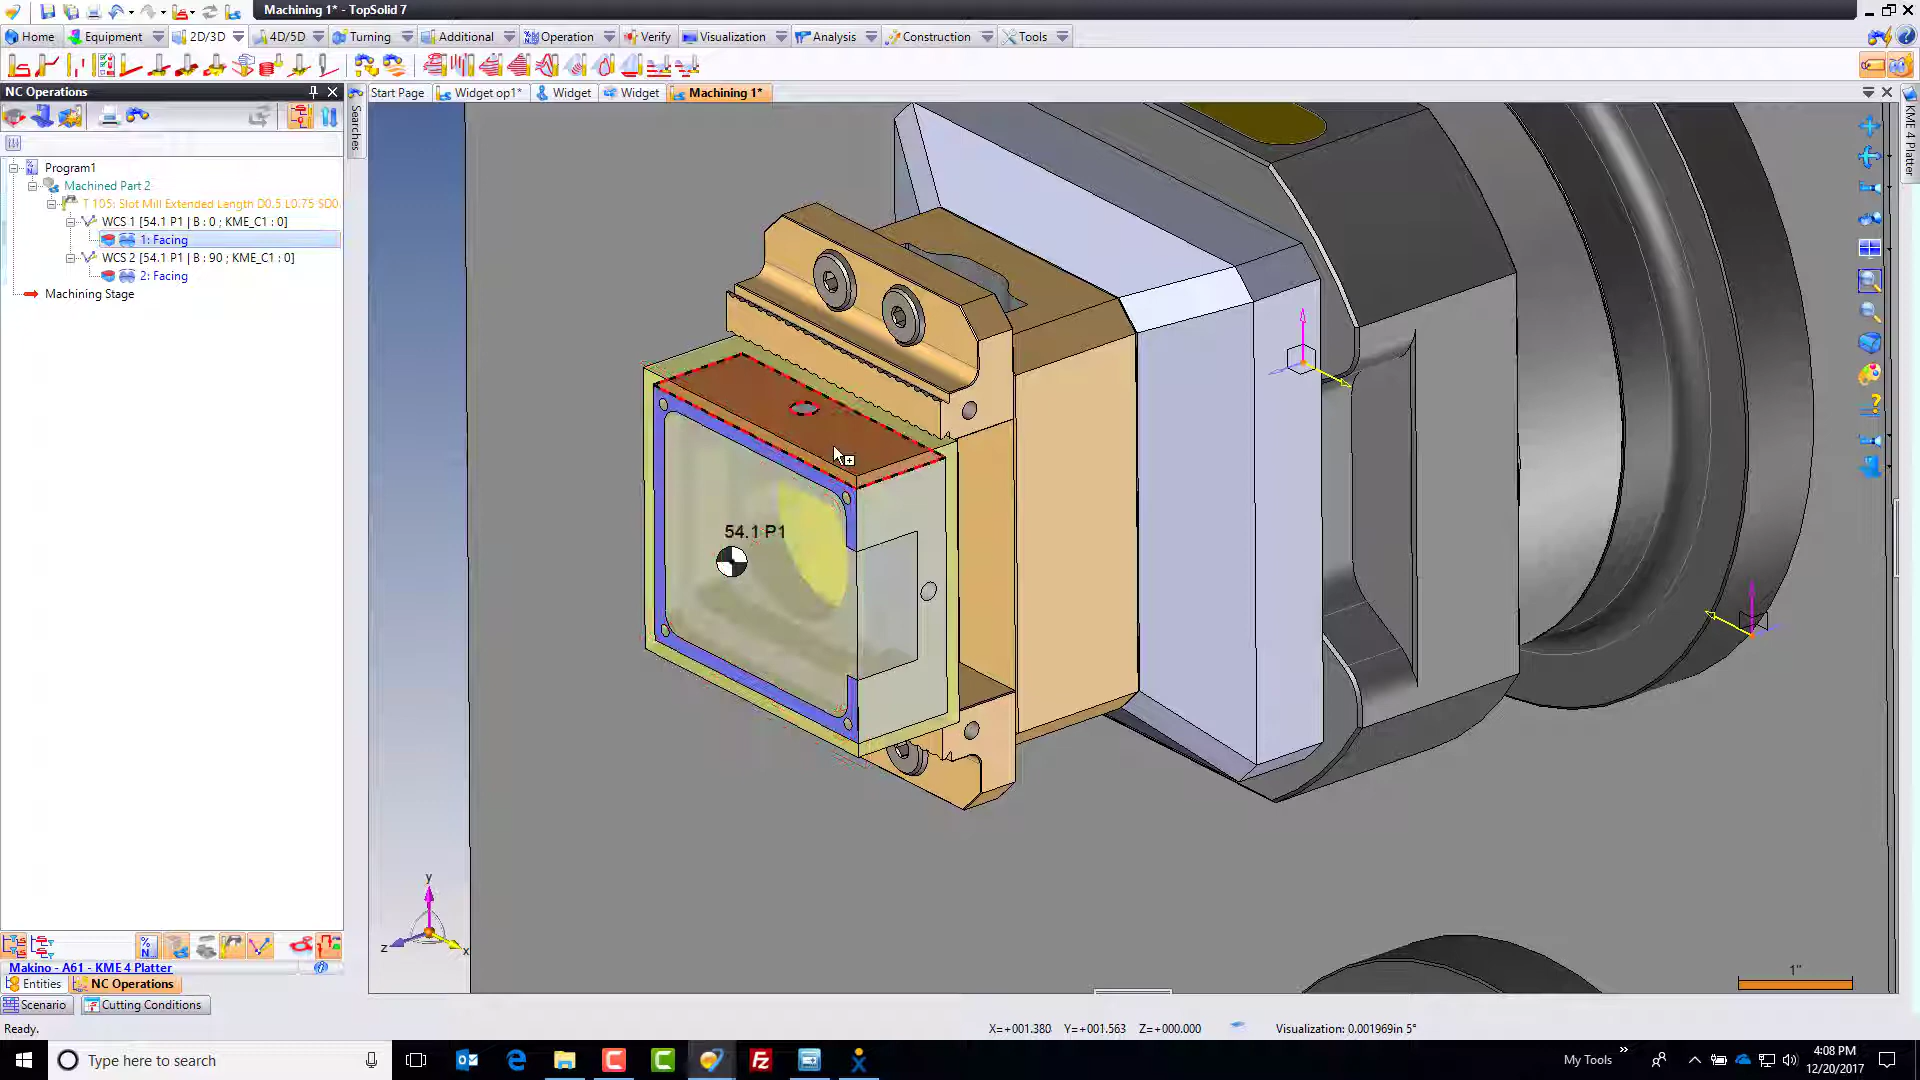 Machining 1* - TopSolid 7
Home Equipment 2D/3D 4D/5D Turning Additional Operation Verify Visualization Analysis Construction Tools
NC Operations
Start Page Widget op1* Widget Widget Machining 1*
Searches
KME 4 Platter
Program1
Machined Part 2
T 105: Slot Mill Extended Length D0.5 L0.75 SD0.
WCS 1 [54.1 P1 | B : 0 ; KME_C1 : 0]
1: Facing
WCS 2 [54.1 P1 | B : 90 ; KME_C1 : 0]
2: Facing
Machining Stage
54.1 P1
y
z
x
1"
Makino - A61 - KME 4 Platter
Entities NC Operations
Scenario Cutting Conditions
Ready.
X=+001.380 Y=+001.563 Z=+000.000 Visualization: 0.001969in 5°
Type here to search
My Tools
4:08 PM
12/20/2017